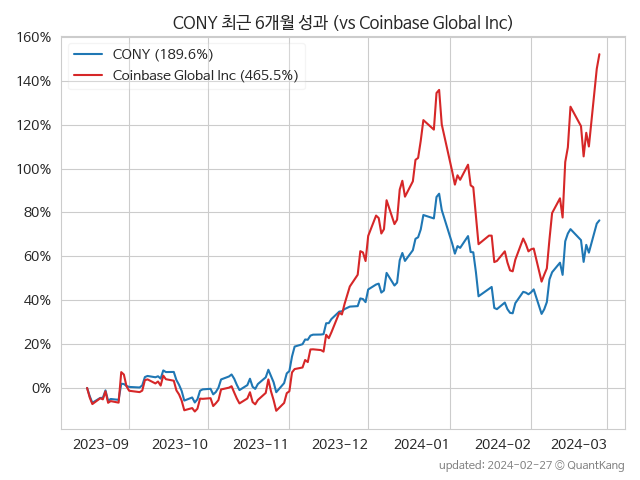 CONY 최근 6개월 성과 (vs Coinbase Global Inc)
160%
140%
120%
100%
80%
60%
40%
20%
0%
CONY (189.6%)
Coinbase Global Inc (465.5%)
2023-09 2023-10 2023-11 2023-12 2024-01 2024-02 2024-03
updated: 2024-02-27 © QuantKang